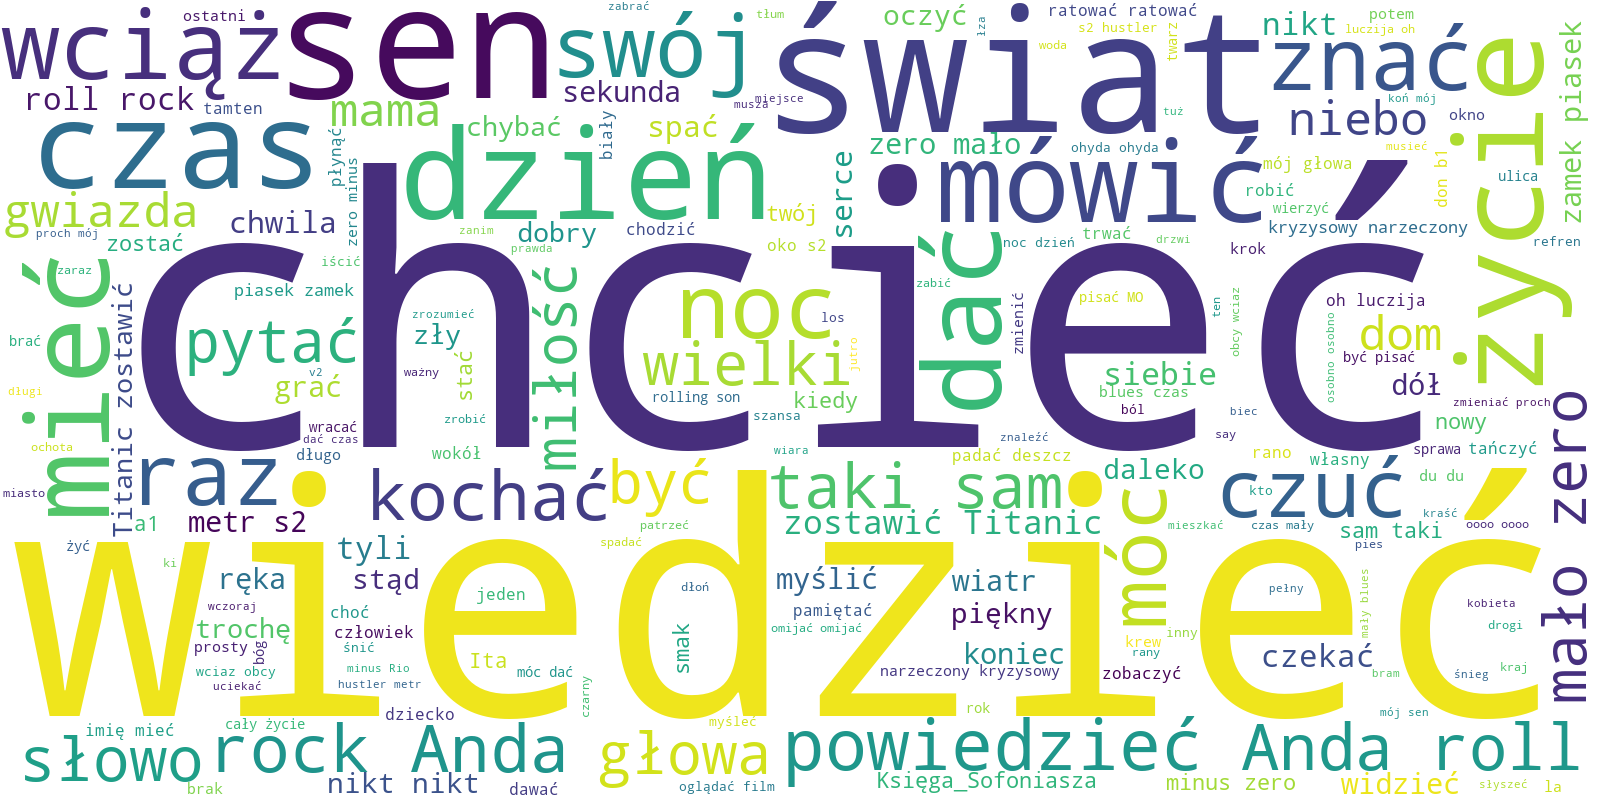 ostatni
zabrać
tłum
oczyć
łza
ratować ratować
s2 hustler
twarz
nikt
potem
luczija oh
wciąż
sen
swój
świat
woda
znać
życie
zamek piasek
roll rock
tamten
mama
sekunda
musza
miejsce
tuż
koń mój
niebo
okno
czas
płynąć
chybać
biały
spać
zero mało
ohyda ohyda
musieć
dzień
serce
mówić
mój głowa
don b1
ulica
zero minus
robić
wierzyć
gwiazda
chwila
twój
proch mój
zostać
zanim
dobry
chodzić
oko s2
noc dzień
trwać
drzwi
kryzysowy narzeczony
krok
refren
prawda
iścić
zaraz
mieć
Titanic zostawić
piasek zamek
chcieć
miłość
noc
dać
zabić
pisać MO
ten
zmienić
obcy wciaz
oh luczija
osobno osobno
dom
zrozumieć
zły
los
brać
pytać
być pisać
v2
ważny
stać
wielki
jutro
siebie
dół
długi
grać
rolling son
kiedy
blues czas
ból
biec
zmieniać proch
nowy
wracać
zrobić
szansa
say
dać czas
znaleźć
ochota
długo
wokół
wiara
padać deszcz
rano
własny
sprawa
tańczyć
mało zero
miasto
raz
kochać
być
taki sam
daleko
czuć
kto
du du
a1
metr s2
patrzeć
zostawić Titanic
móc
mieszkać
czas mały
sam taki
kraść
oooo oooo
żyć
tyli
spadać
pies
ki
wiedzieć
ręka
stąd
jeden
dłoń
myślić
wiatr
pełny
mały blues
wczoraj
choć
pamiętać
piękny
kobieta
trochę
człowiek
omijać omijać
krew
inny
drogi
prosty
bóg
śnić
smak
koniec
rany
czekać
wciaz obcy
minus Rio
Ita
móc dać
narzeczony kryzysowy
zobaczyć
bram
śnieg
kraj
uciekać
hustler metr
czarny
dziecko
rok
mój sen
imię mieć
cały życie
myśleć
słowo
rock Anda
głowa
powiedzieć
Anda roll
brak
nikt nikt
dawać
oglądać film
Księga_Sofoniasza
minus zero
widzieć
słyszeć
la